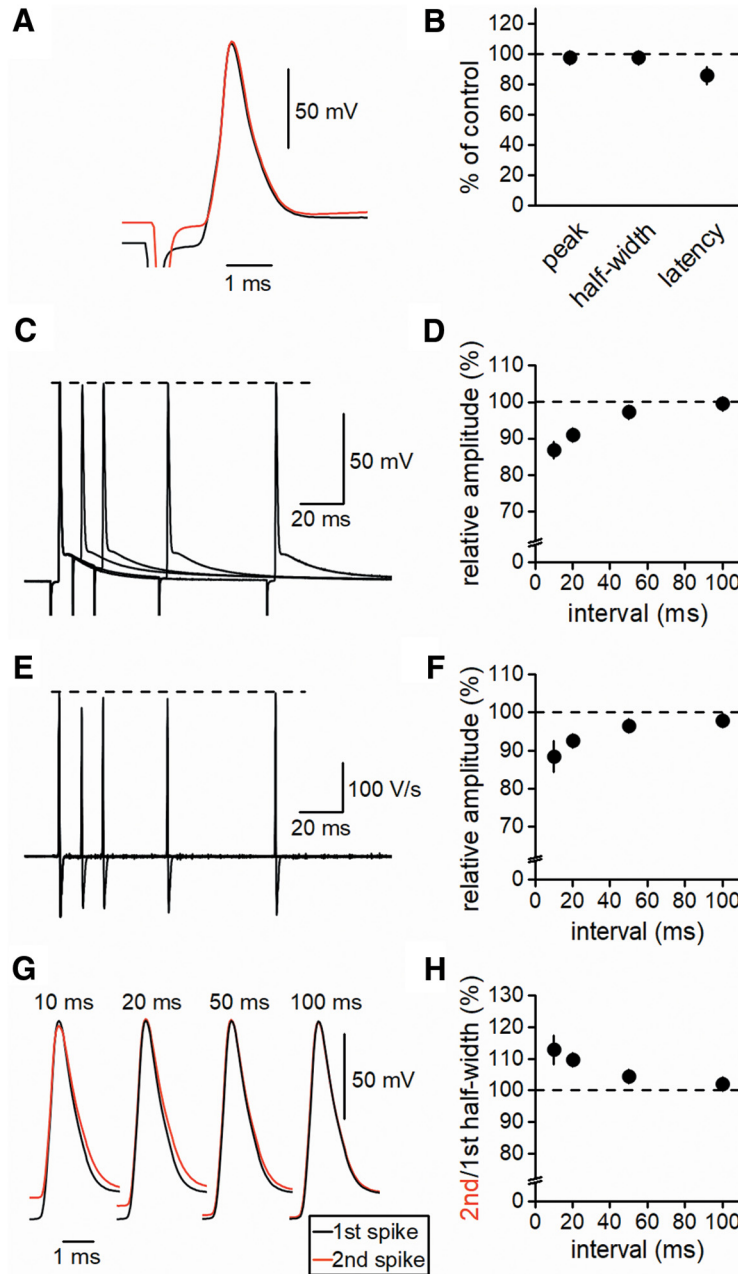 A
50 mV
1 ms
B
% of control
120
100
80
60
40
20
0
peak
half-width
latency
C
50 mV
20 ms
D
relative amplitude (%)
110
100
90
80
70
0
0 20 40 60 80 100
interval (ms)
E
100 V/s
20 ms
F
relative amplitude (%)
110
100
90
80
70
0
0 20 40 60 80 100
interval (ms)
G
10 ms 20 ms 50 ms 100 ms
50 mV
1 ms
1st spike
2nd spike
H
2nd/1st half-width (%)
130
120
110
100
90
80
0
0 20 40 60 80 100
interval (ms)